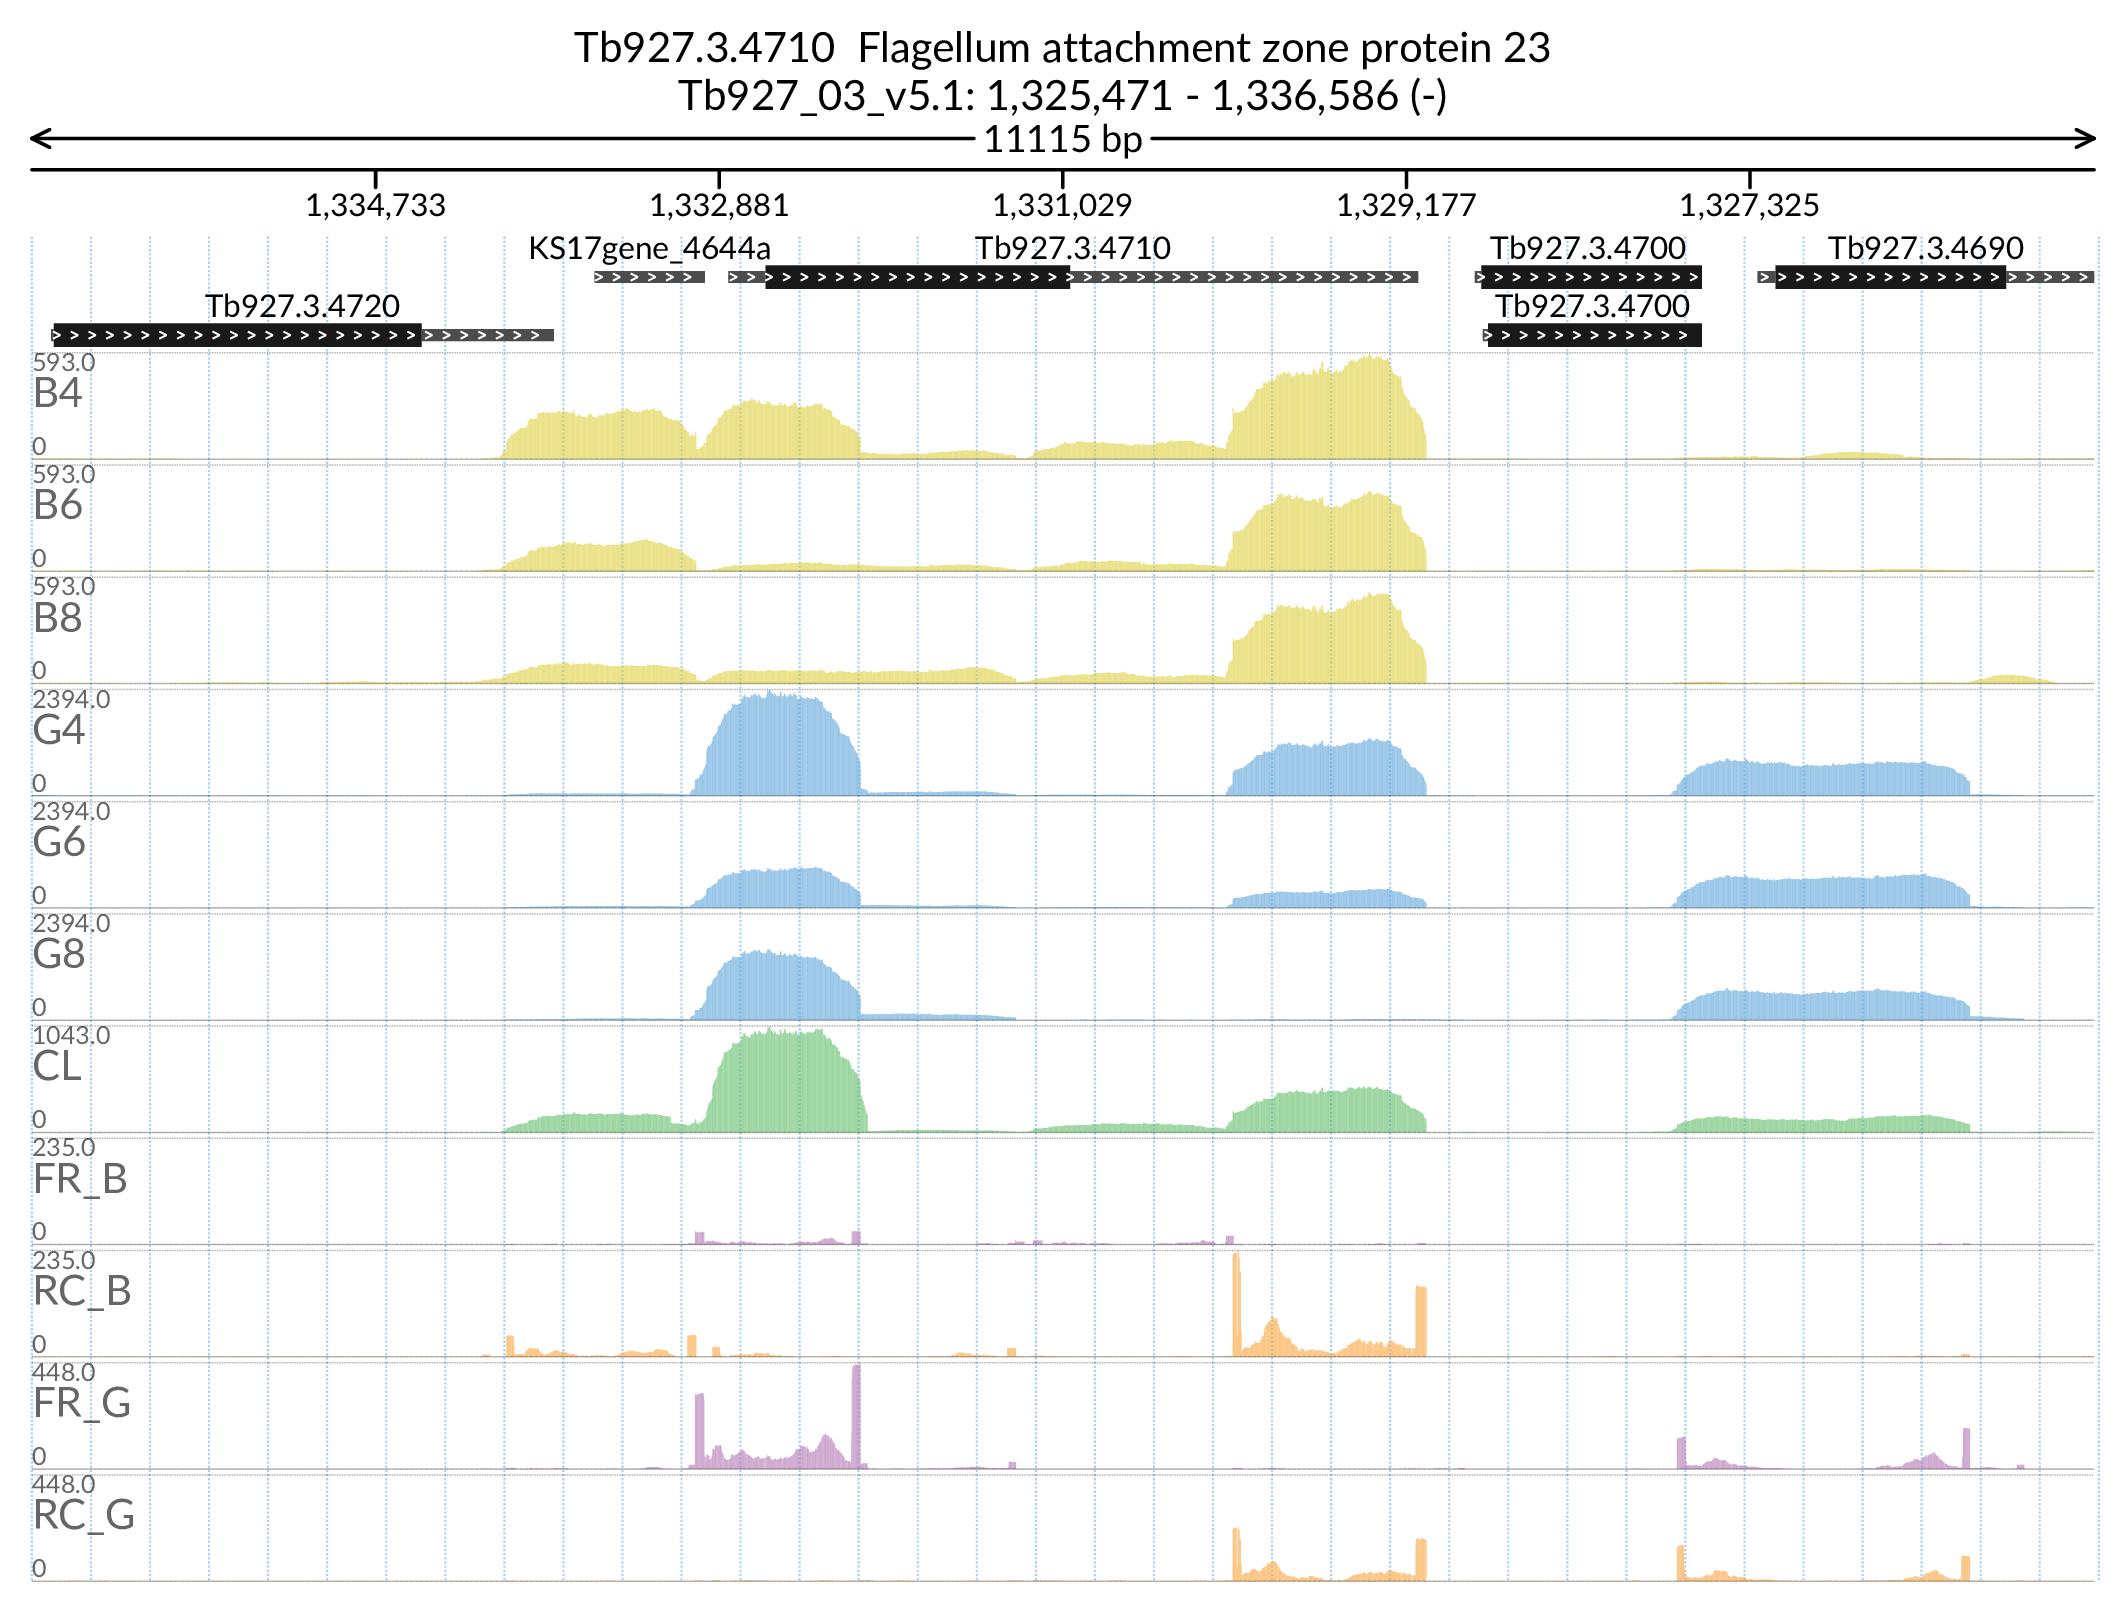 Tb927.3.4710 Flagellum attachment zone protein 23
Tb927_03_v5.1: 1,325,471 - 1,336,586 (-)
11115 bp
1,334,733 1,332,881 1,331,029 1,329,177 1,327,325
KS17gene_4644a Tb927.3.4710 Tb927.3.4700 Tb927.3.4690
Tb927.3.4720 Tb927.3.4700
593.0
B4
0
593.0
B6
0
593.0
B8
0
2394.0
G4
0
2394.0
G6
0
2394.0
G8
0
1043.0
CL
0
235.0
FR_B
0
235.0
RC_B
0
448.0
FR_G
0
448.0
RC_G
0